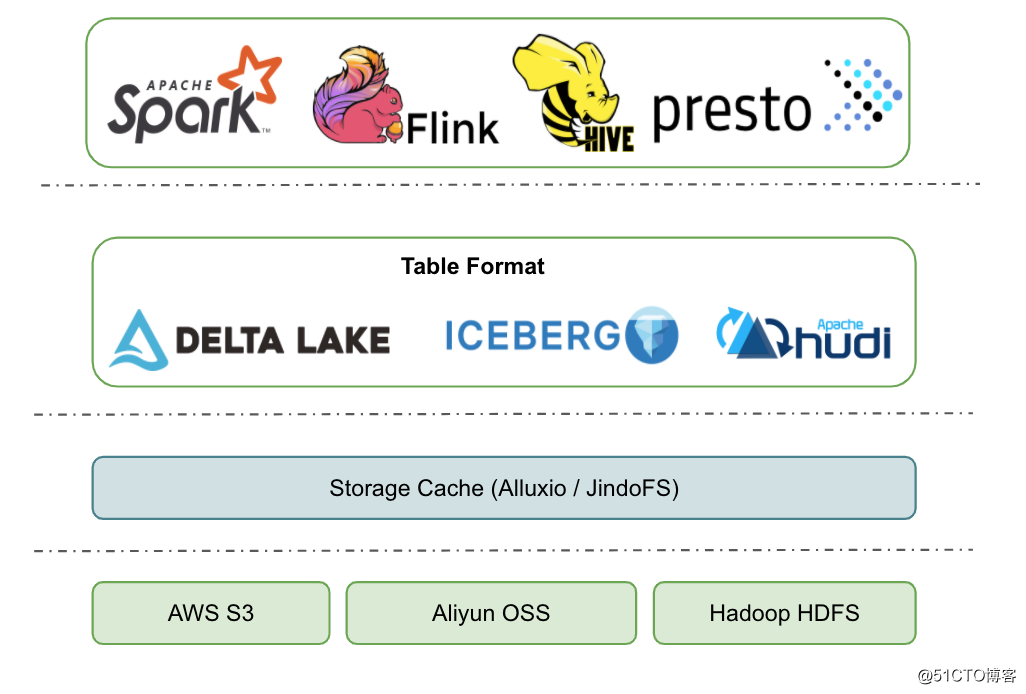 APACHE
Spark™
Flink
HIVE
presto
Table Format
DELTA LAKE
ICEBERG
Apache
hudi
Storage Cache (Alluxio / JindoFS)
AWS S3
Aliyun OSS
Hadoop HDFS
@51CTO博客